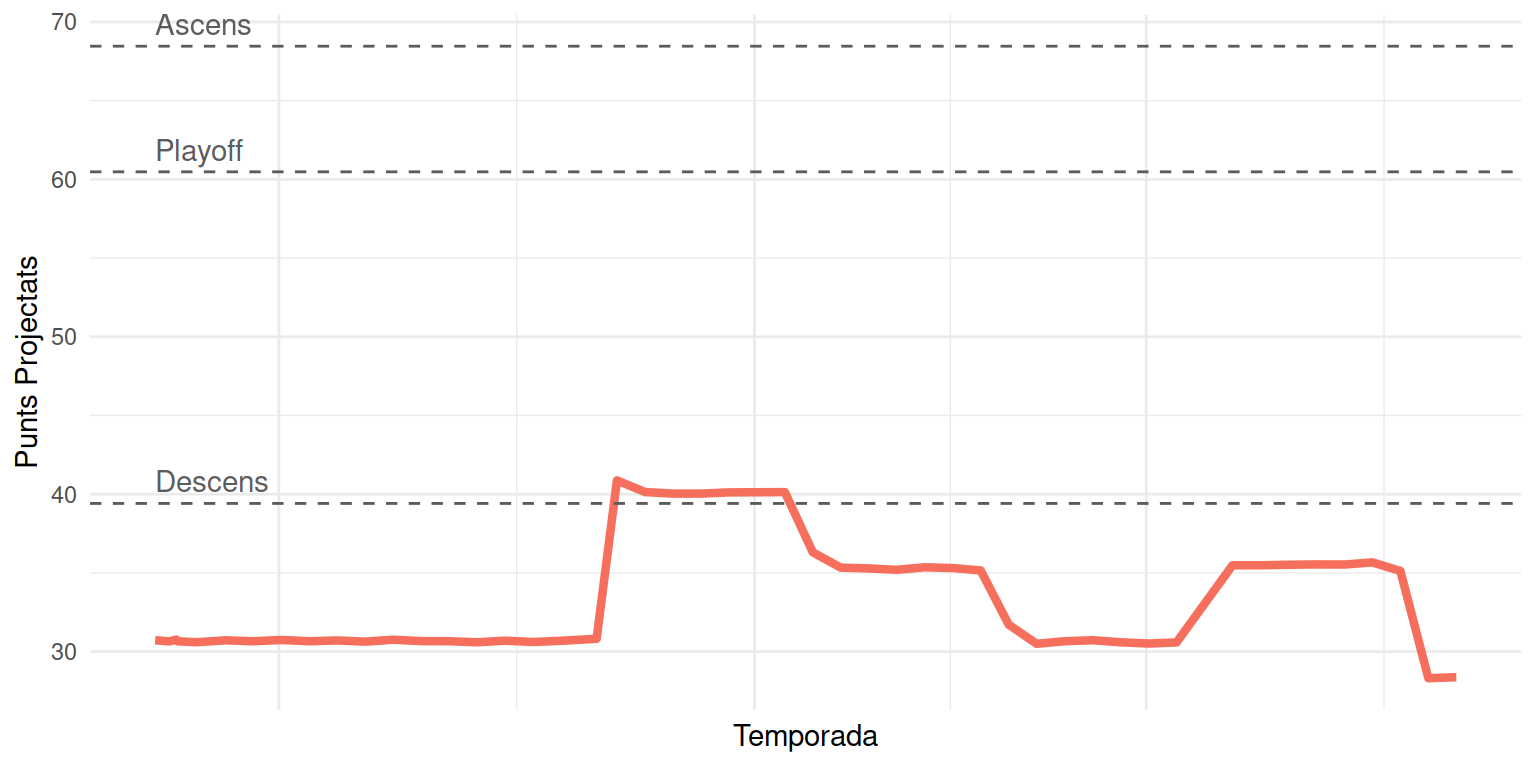 70
Ascens
Playoff
60
Punts Projectats
50
Descens
40
30
Temporada